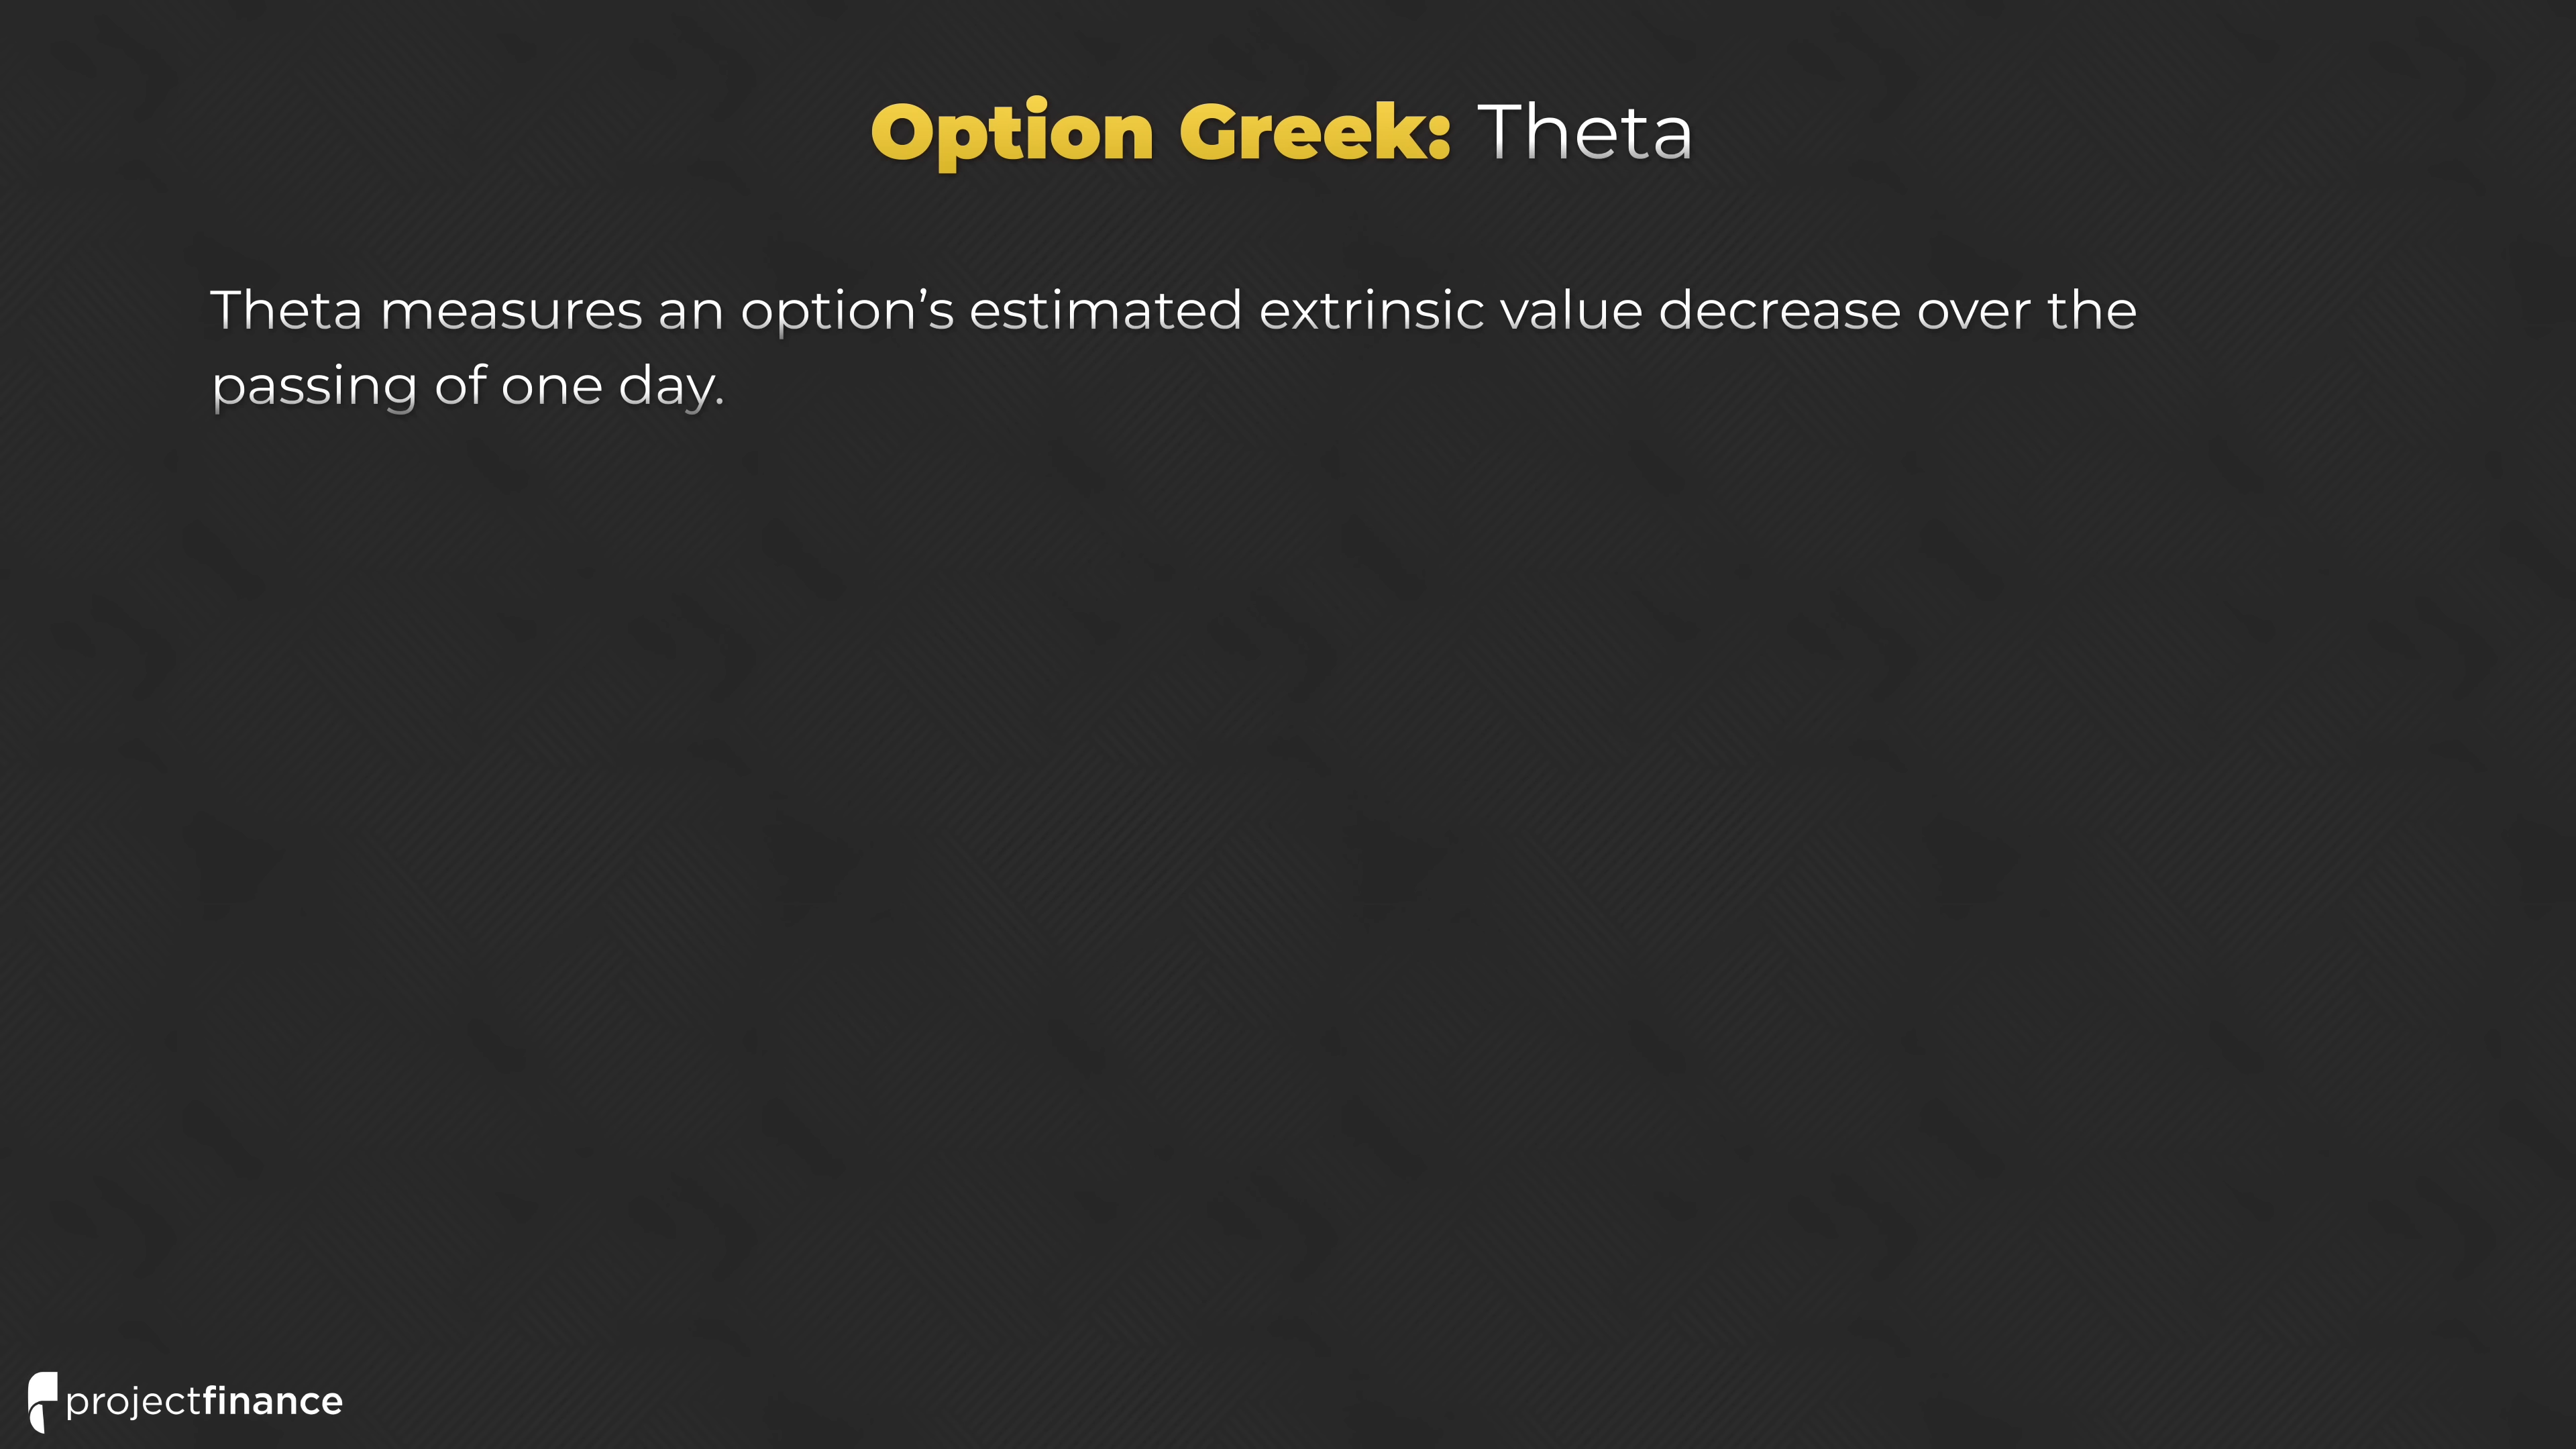 Option Greek: Theta
Theta measures an option’s estimated extrinsic value decrease over the
passing of one day.
projectfinance